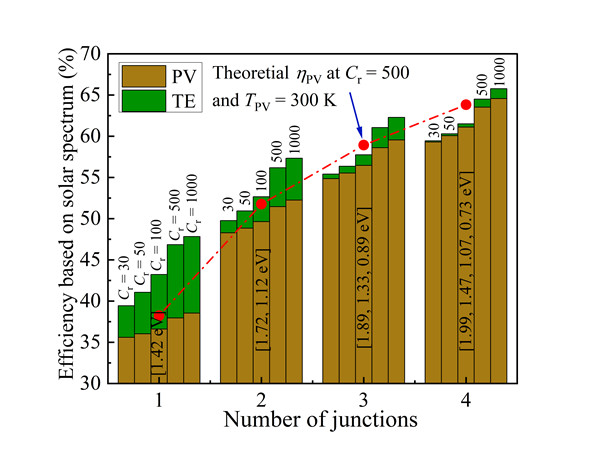 Efficiency based on solar spectrum (%)
70
65
60
55
50
45
40
35
30
PV
TE
Theoretial ηPV at Cr = 500
and TPV = 300 K
Cr = 30
Cr = 50
Cr = 100
Cr = 500
Cr = 1000
[1.42 eV]
30
50
100
500
1000
[1.72, 1.12 eV]
[1.89, 1.33, 0.89 eV]
30
50
500
1000
[1.99, 1.47, 1.07, 0.73 eV]
1
2
3
4
Number of junctions